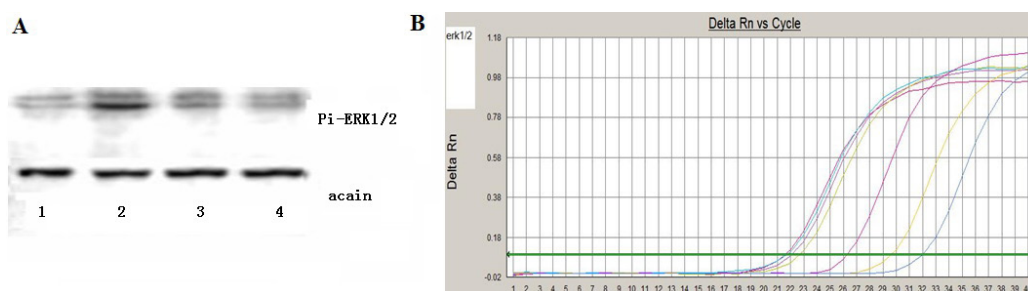 A
Pi-ERK1/2
acain
1 2 3 4
B
Delta Rn vs Cycle
erk1/2
Delta Rn
1.18
0.98
0.78
0.58
0.38
0.18
-0.02
1 2 3 4 5 6 7 8 9 10 11 12 13 14 15 16 17 18 19 20 21 22 23 24 25 26 27 28 29 30 31 32 33 34 35 36 37 38 39